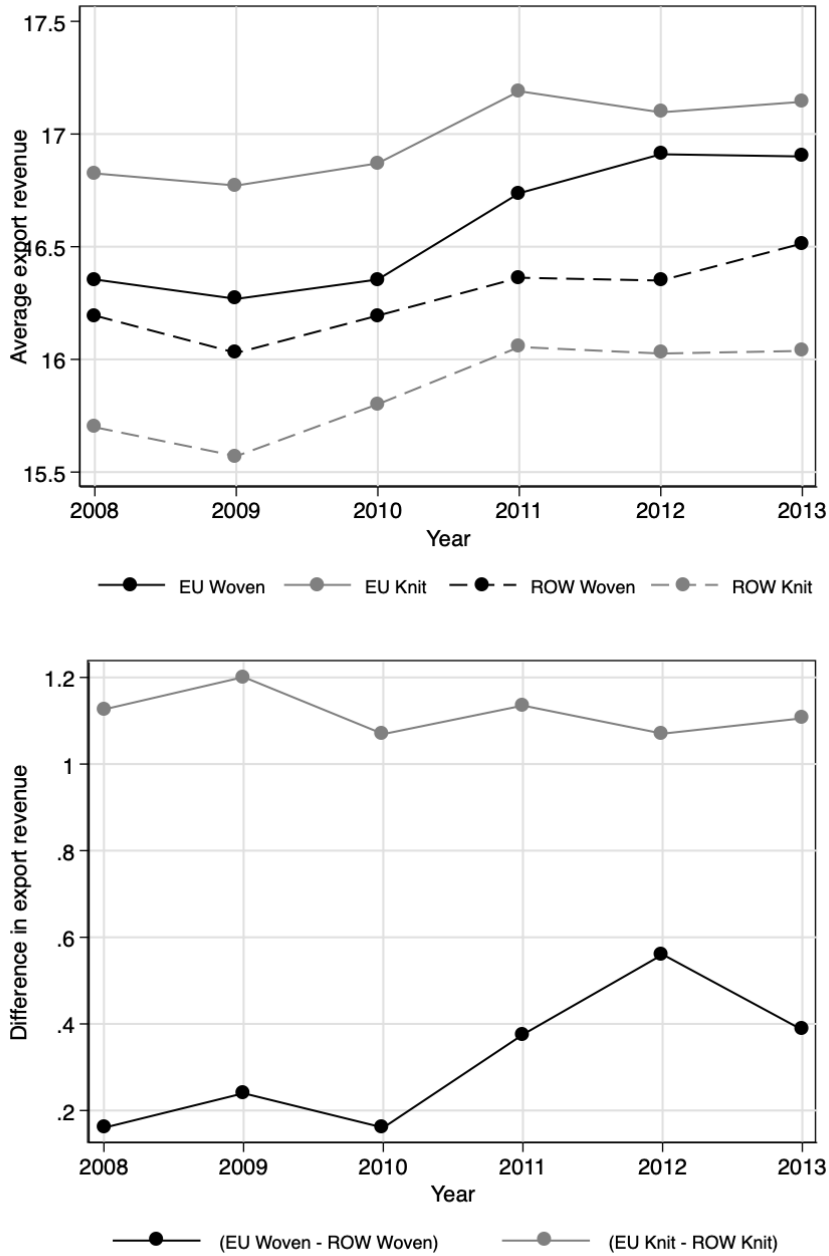 Average export revenue
17.5
17
16.5
16
15.5
2008 2009 2010 2011 2012 2013
Year
EU Woven EU Knit ROW Woven ROW Knit
Difference in export revenue
1.2
1
.8
.6
.4
.2
2008 2009 2010 2011 2012 2013
Year
(EU Woven - ROW Woven) (EU Knit - ROW Knit)